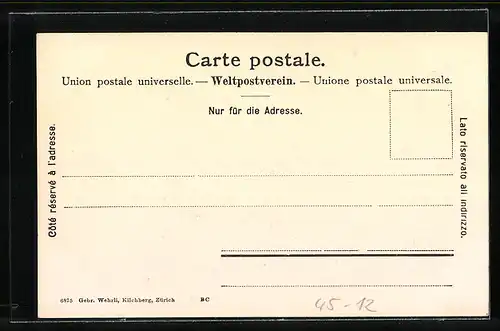 Carte postale.
Union postale universelle. — Weltpostverein. — Unione postale universale.
Nur für die Adresse.
Côté réservé à l'adresse.
Lato riservato all indirizzo.
6875 Gebr. Wehrli, Kilchberg, Zürich BC
45-12